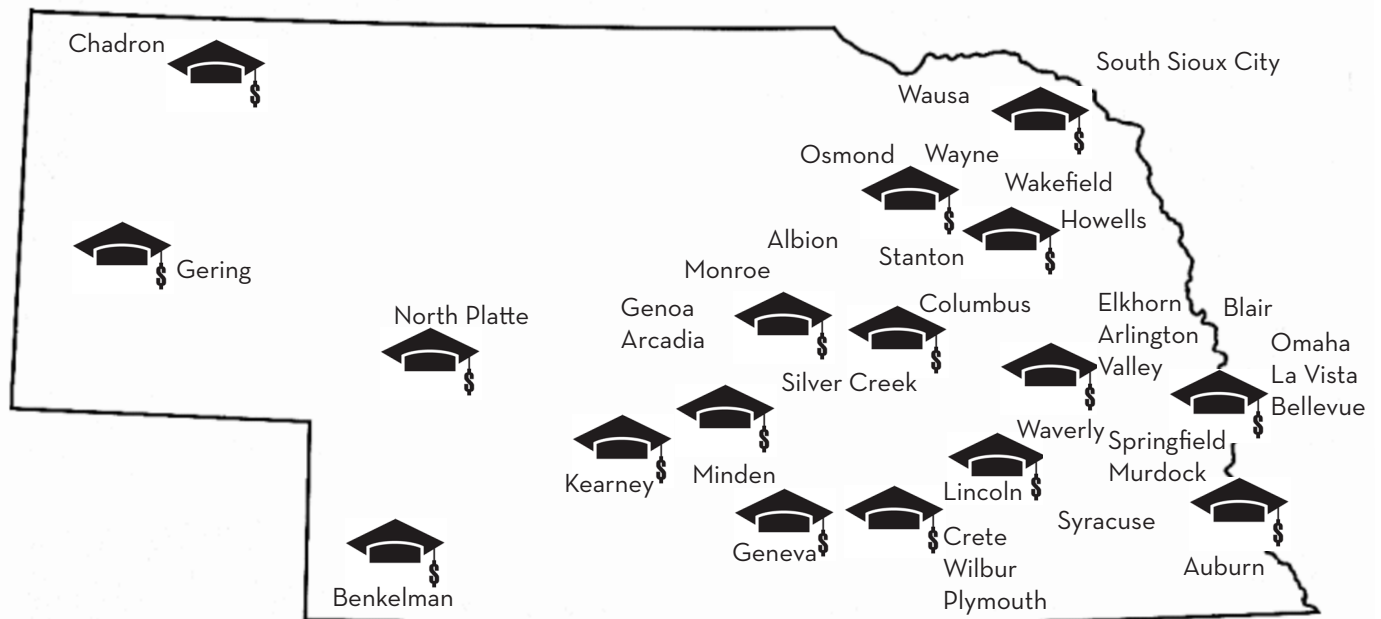 Chadron
South Sioux City
Wausa
Osmond
Wayne
Wakefield
Howells
Albion
Stanton
Gering
Monroe
Genoa
Arcadia
Columbus
Elkhorn
Arlington
Valley
Blair
North Platte
Omaha
La Vista
Bellevue
Silver Creek
Waverly
Springfield
Murdock
Kearney
Minden
Lincoln
Syracuse
Geneva
Crete
Wilbur
Plymouth
Auburn
Benkelman